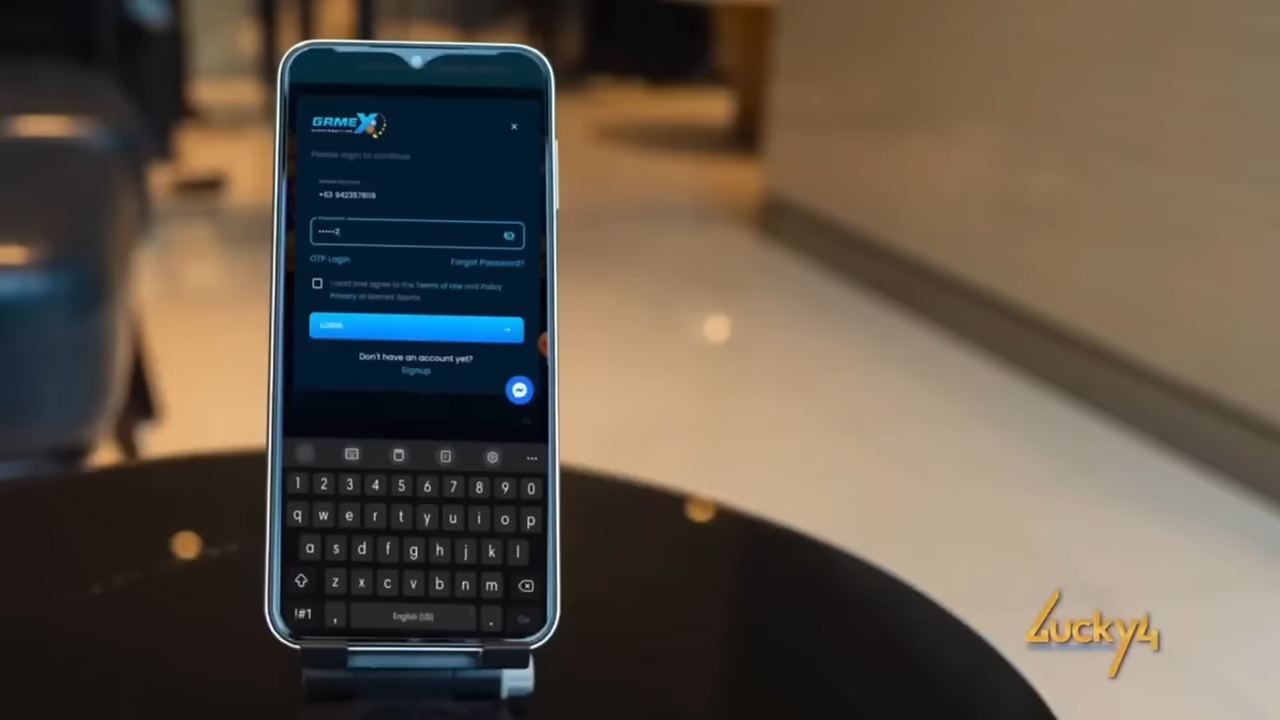 GAMEX
Please login to continue
+63 9423578119
•••••2
OTP Login
Forgot Password?
I read and agree to the Terms of Use and Policy
Privacy of GameX Sports.
LOGIN
Don't have an account yet?
Signup
1 2 3 4 5 6 7 8 9 0
q w e r t y u i o p
a s d f g h j k l
z x c v b n m
!#1 , English (US) . Go
Lucky4